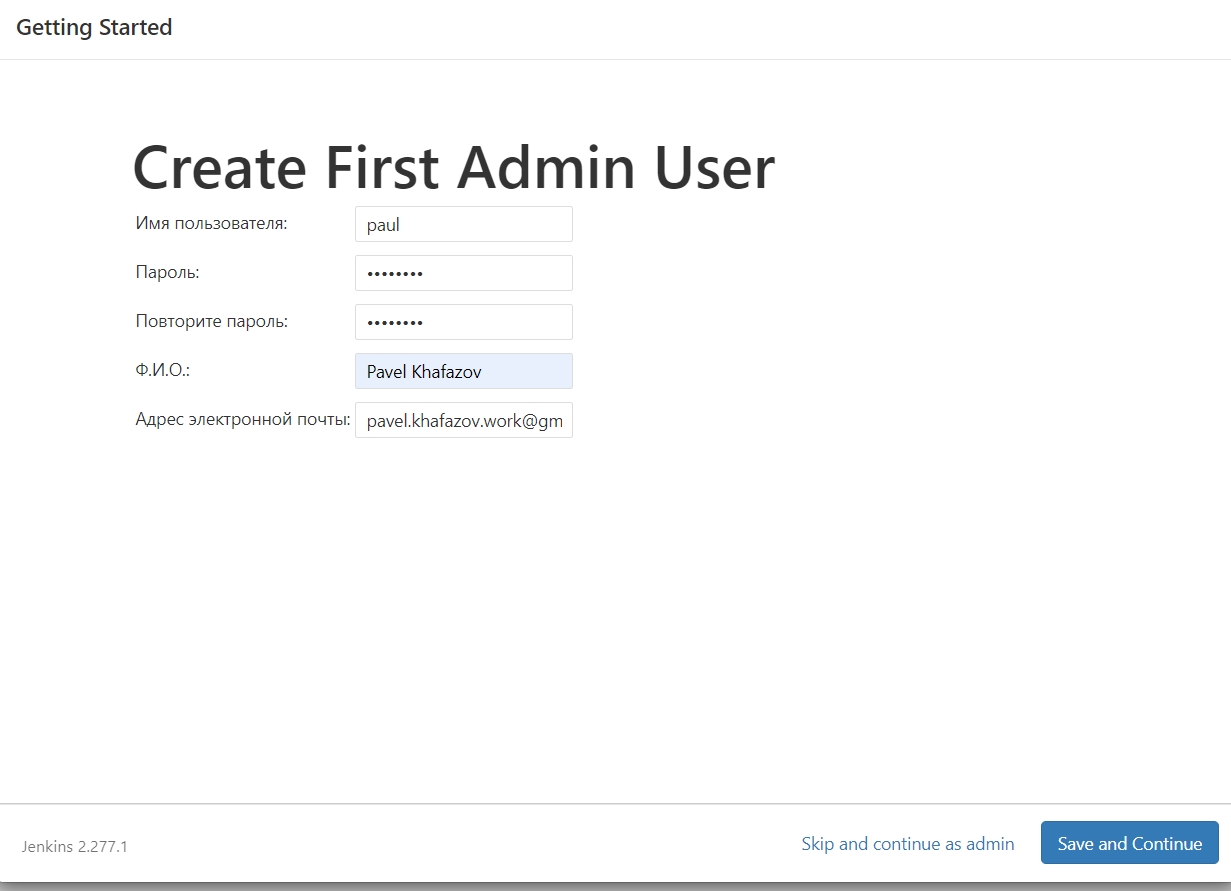 Getting Started
Create First Admin User
Имя пользователя: paul
Пароль: ••••••••
Повторите пароль: ••••••••
Ф.И.О.: Pavel Khafazov
Адрес электронной почты: pavel.khafazov.work@gm
Jenkins 2.277.1 Skip and continue as admin Save and Continue